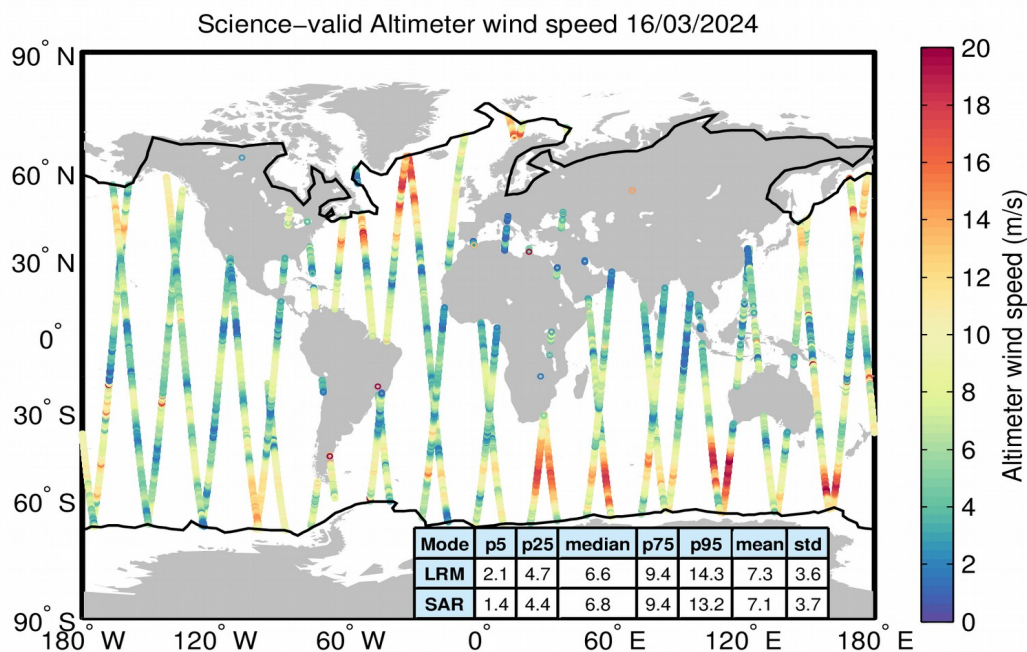 Science−valid Altimeter wind speed 16/03/2024
90° N
60° N
30° N
0°
30° S
60° S
90° S
180° W
120° W
60° W
0°
60° E
120° E
180° E
20
18
16
14
12
10
8
6
4
2
0
Altimeter wind speed (m/s)
Mode p5 p25 median p75 p95 mean std
LRM 2.1 4.7 6.6 9.4 14.3 7.3 3.6
SAR 1.4 4.4 6.8 9.4 13.2 7.1 3.7